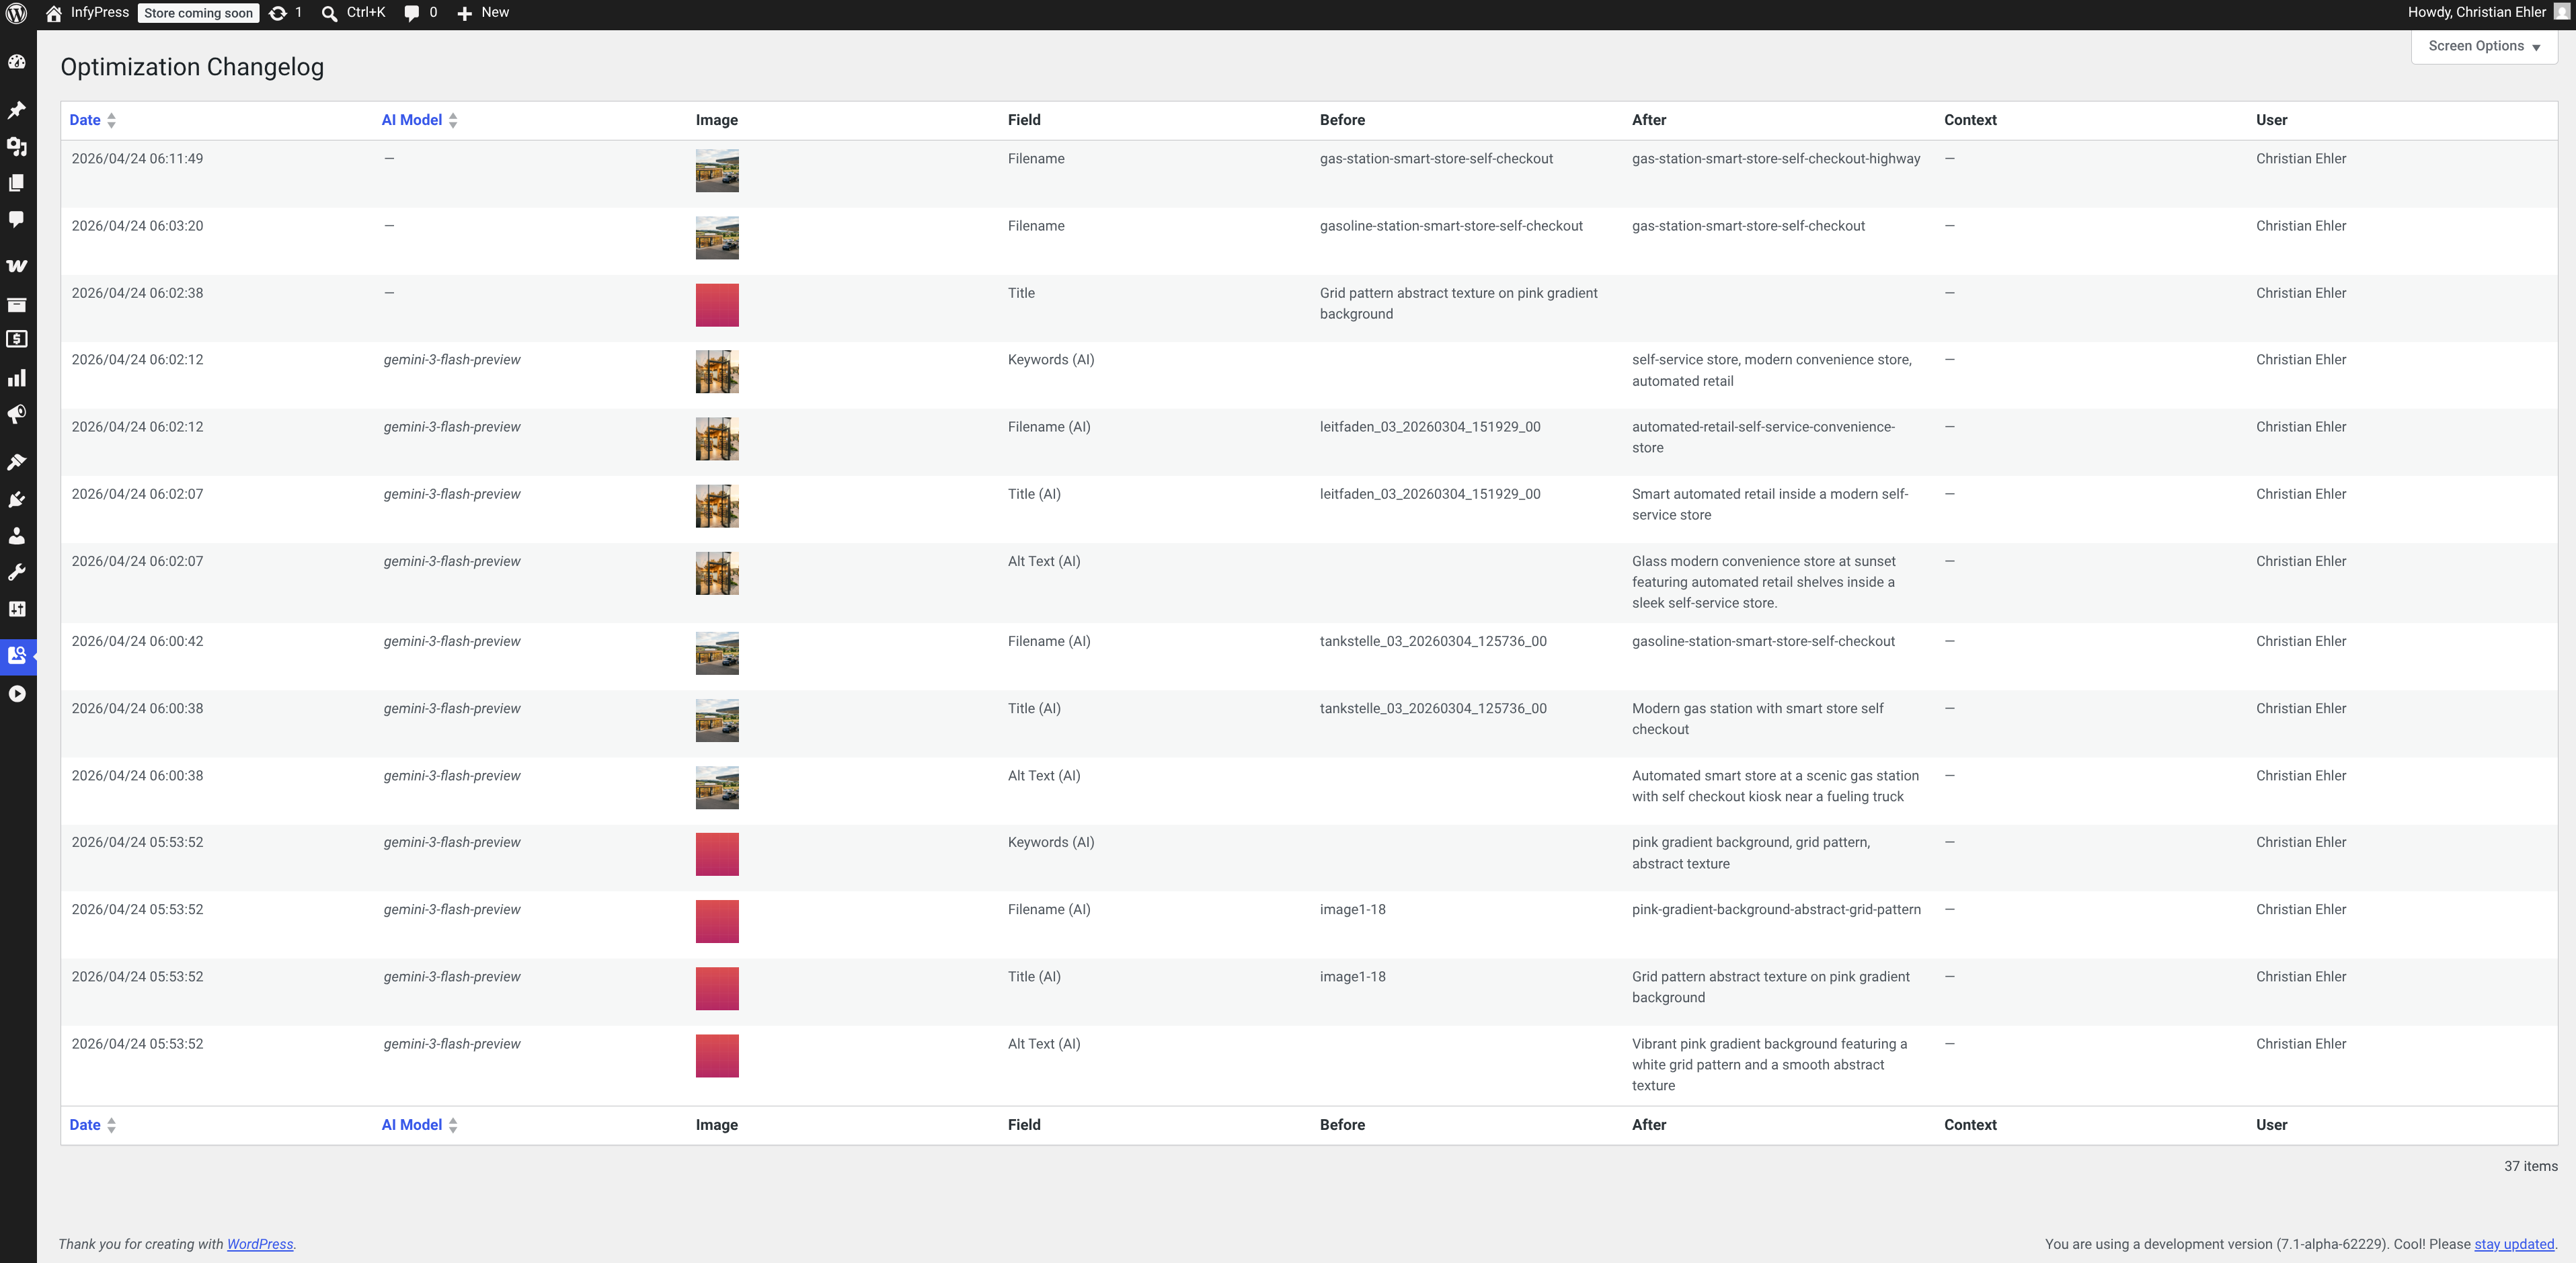 InfyPress Store coming soon 1 Ctrl+K 0 New Howdy, Christian Ehler
Screen Options
Optimization Changelog
Date AI Model Image Field Before After Context User
2026/04/24 06:11:49 — Filename gas-station-smart-store-self-checkout gas-station-smart-store-self-checkout-highway — Christian Ehler
2026/04/24 06:03:20 — Filename gasoline-station-smart-store-self-checkout gas-station-smart-store-self-checkout — Christian Ehler
2026/04/24 06:02:38 — Title Grid pattern abstract texture on pink gradient — Christian Ehler
background
2026/04/24 06:02:12 gemini-3-flash-preview Keywords (AI) self-service store, modern convenience store, — Christian Ehler
automated retail
2026/04/24 06:02:12 gemini-3-flash-preview Filename (AI) leitfaden_03_20260304_151929_00 automated-retail-self-service-convenience- — Christian Ehler
store
2026/04/24 06:02:07 gemini-3-flash-preview Title (AI) leitfaden_03_20260304_151929_00 Smart automated retail inside a modern self- — Christian Ehler
service store
2026/04/24 06:02:07 gemini-3-flash-preview Alt Text (AI) Glass modern convenience store at sunset — Christian Ehler
featuring automated retail shelves inside a
sleek self-service store.
2026/04/24 06:00:42 gemini-3-flash-preview Filename (AI) tankstelle_03_20260304_125736_00 gasoline-station-smart-store-self-checkout — Christian Ehler
2026/04/24 06:00:38 gemini-3-flash-preview Title (AI) tankstelle_03_20260304_125736_00 Modern gas station with smart store self — Christian Ehler
checkout
2026/04/24 06:00:38 gemini-3-flash-preview Alt Text (AI) Automated smart store at a scenic gas station — Christian Ehler
with self checkout kiosk near a fueling truck
2026/04/24 05:53:52 gemini-3-flash-preview Keywords (AI) pink gradient background, grid pattern, — Christian Ehler
abstract texture
2026/04/24 05:53:52 gemini-3-flash-preview Filename (AI) image1-18 pink-gradient-background-abstract-grid-pattern — Christian Ehler
2026/04/24 05:53:52 gemini-3-flash-preview Title (AI) image1-18 Grid pattern abstract texture on pink gradient — Christian Ehler
background
2026/04/24 05:53:52 gemini-3-flash-preview Alt Text (AI) Vibrant pink gradient background featuring a — Christian Ehler
white grid pattern and a smooth abstract
texture
Date AI Model Image Field Before After Context User
37 items
Thank you for creating with WordPress. You are using a development version (7.1-alpha-62229). Cool! Please stay updated.